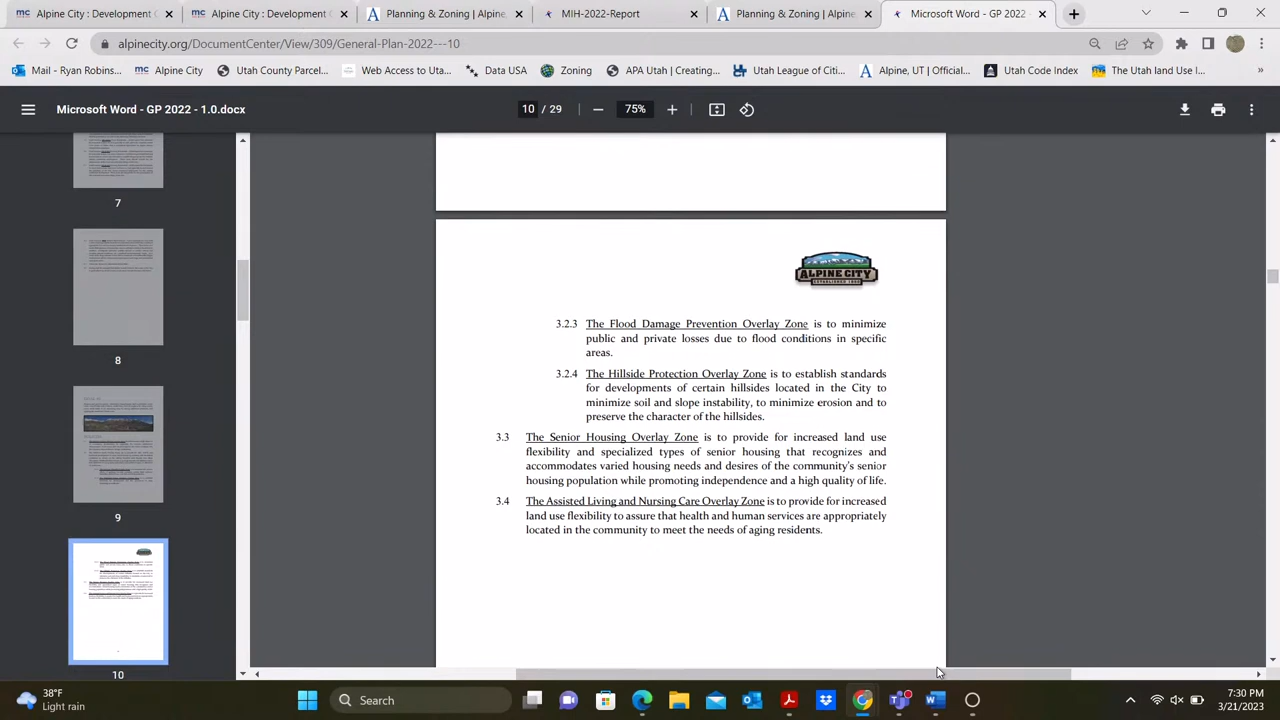 Alpine City - Development C
Alpine City - Development C
Planning & Zoning | Alpine,
MIH-2022-Report
Planning & Zoning | Alpine,
Microsoft Word - GP 2022
alpinecity.org/DocumentCenter/View/309/General-Plan-2022---10
Mail - Ryan Robins...
Alpine City
Utah County Parcel...
Web Access to Uta...
Data USA
Zoning
APA Utah | Creating...
Utah League of Citi...
Alpine, UT | Official...
Utah Code Index
The Utah land Use I...
»
Microsoft Word - GP 2022 - 1.0.docx
10 / 29
75%
7
8
9
10
ALPINE CITY
3.2.3 The Flood Damage Prevention Overlay Zone is to minimize
public and private losses due to flood conditions in specific
areas.
3.2.4 The Hillside Protection Overlay Zone is to establish standards
for developments of certain hillsides located in the City to
minimize soil and slope instability, to minimize erosion and to
preserve the character of the hillsides.
3.3 The Senior Housing Overlay Zone is to provide for increased land use
flexibility and specialized types of senior housing that recognizes and
accommodates varied housing needs and desires of the community's senior
housing population while promoting independence and a high quality of life.
3.4 The Assisted Living and Nursing Care Overlay Zone is to provide for increased
land use flexibility to assure that health and human services are appropriately
located in the community to meet the needs of aging residents.
38°F
Light rain
Search
7:30 PM
3/21/2023